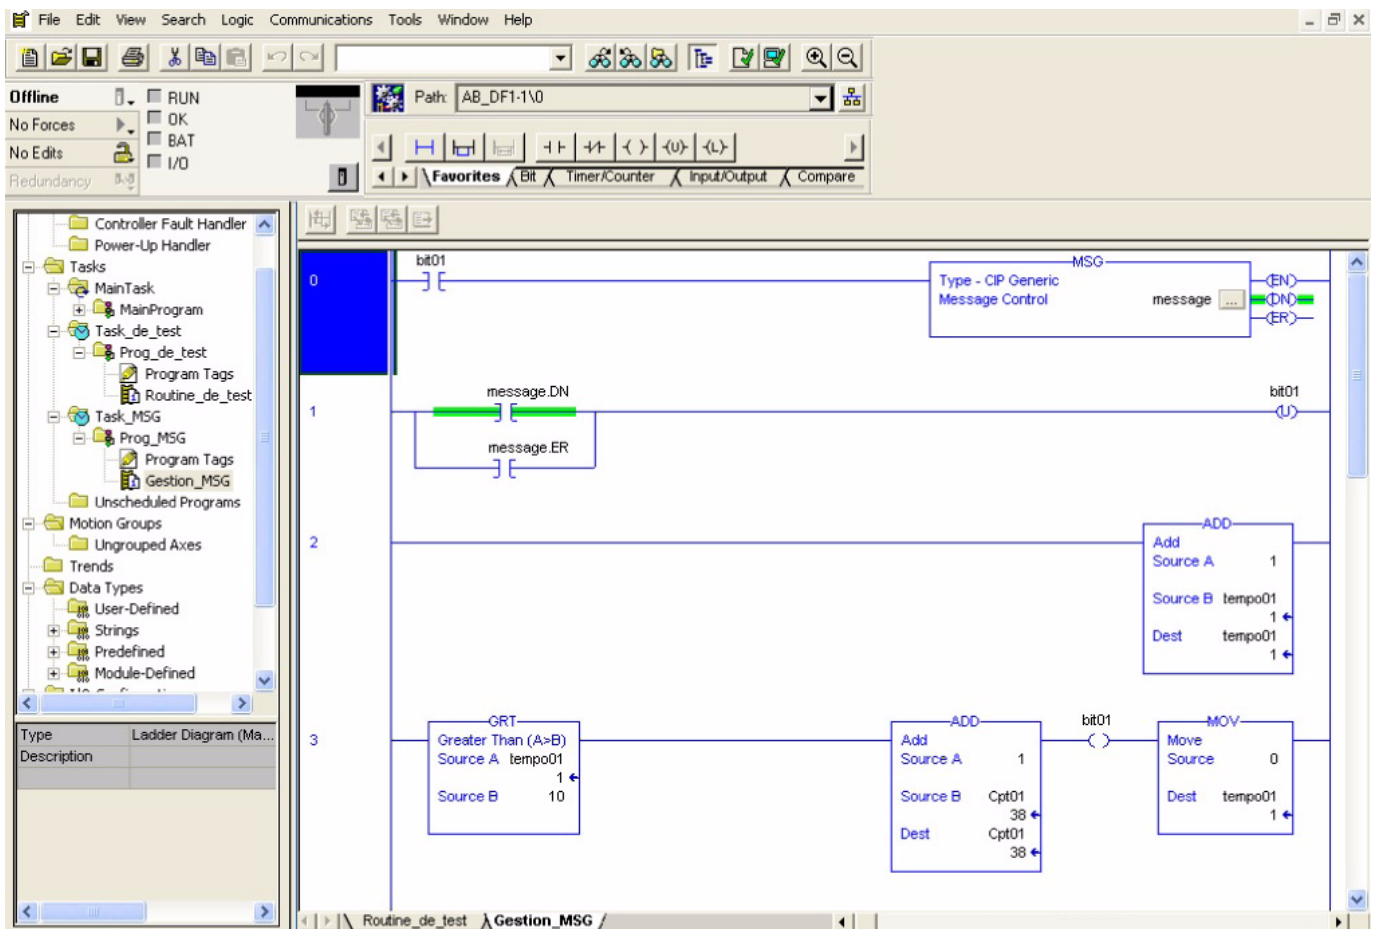 File Edit View Search Logic Communications Tools Window Help
Offline RUN
No Forces OK
No Edits BAT
Redundancy I/O
Path: AB_DF1-1\0
Favorites Bit Timer/Counter Input/Output Compare
Controller Fault Handler
Power-Up Handler
Tasks
MainTask
MainProgram
Task_de_test
Prog_de_test
Program Tags
Routine_de_test
Task_MSG
Prog_MSG
Program Tags
Gestion_MSG
Unscheduled Programs
Motion Groups
Ungrouped Axes
Trends
Data Types
User-Defined
Strings
Predefined
Module-Defined
Type Ladder Diagram (Ma...
Description
0
bit01
MSG
Type - CIP Generic
Message Control message ...
EN
DN
ER
1
message.DN
message.ER
bit01
U
2
ADD
Add
Source A 1
Source B tempo01
1
Dest tempo01
1
3
GRT
Greater Than (A>B)
Source A tempo01
1
Source B 10
ADD
Add
Source A 1
Source B Cpt01
38
Dest Cpt01
38
bit01
MOV
Move
Source 0
Dest tempo01
1
Routine_de_test Gestion_MSG